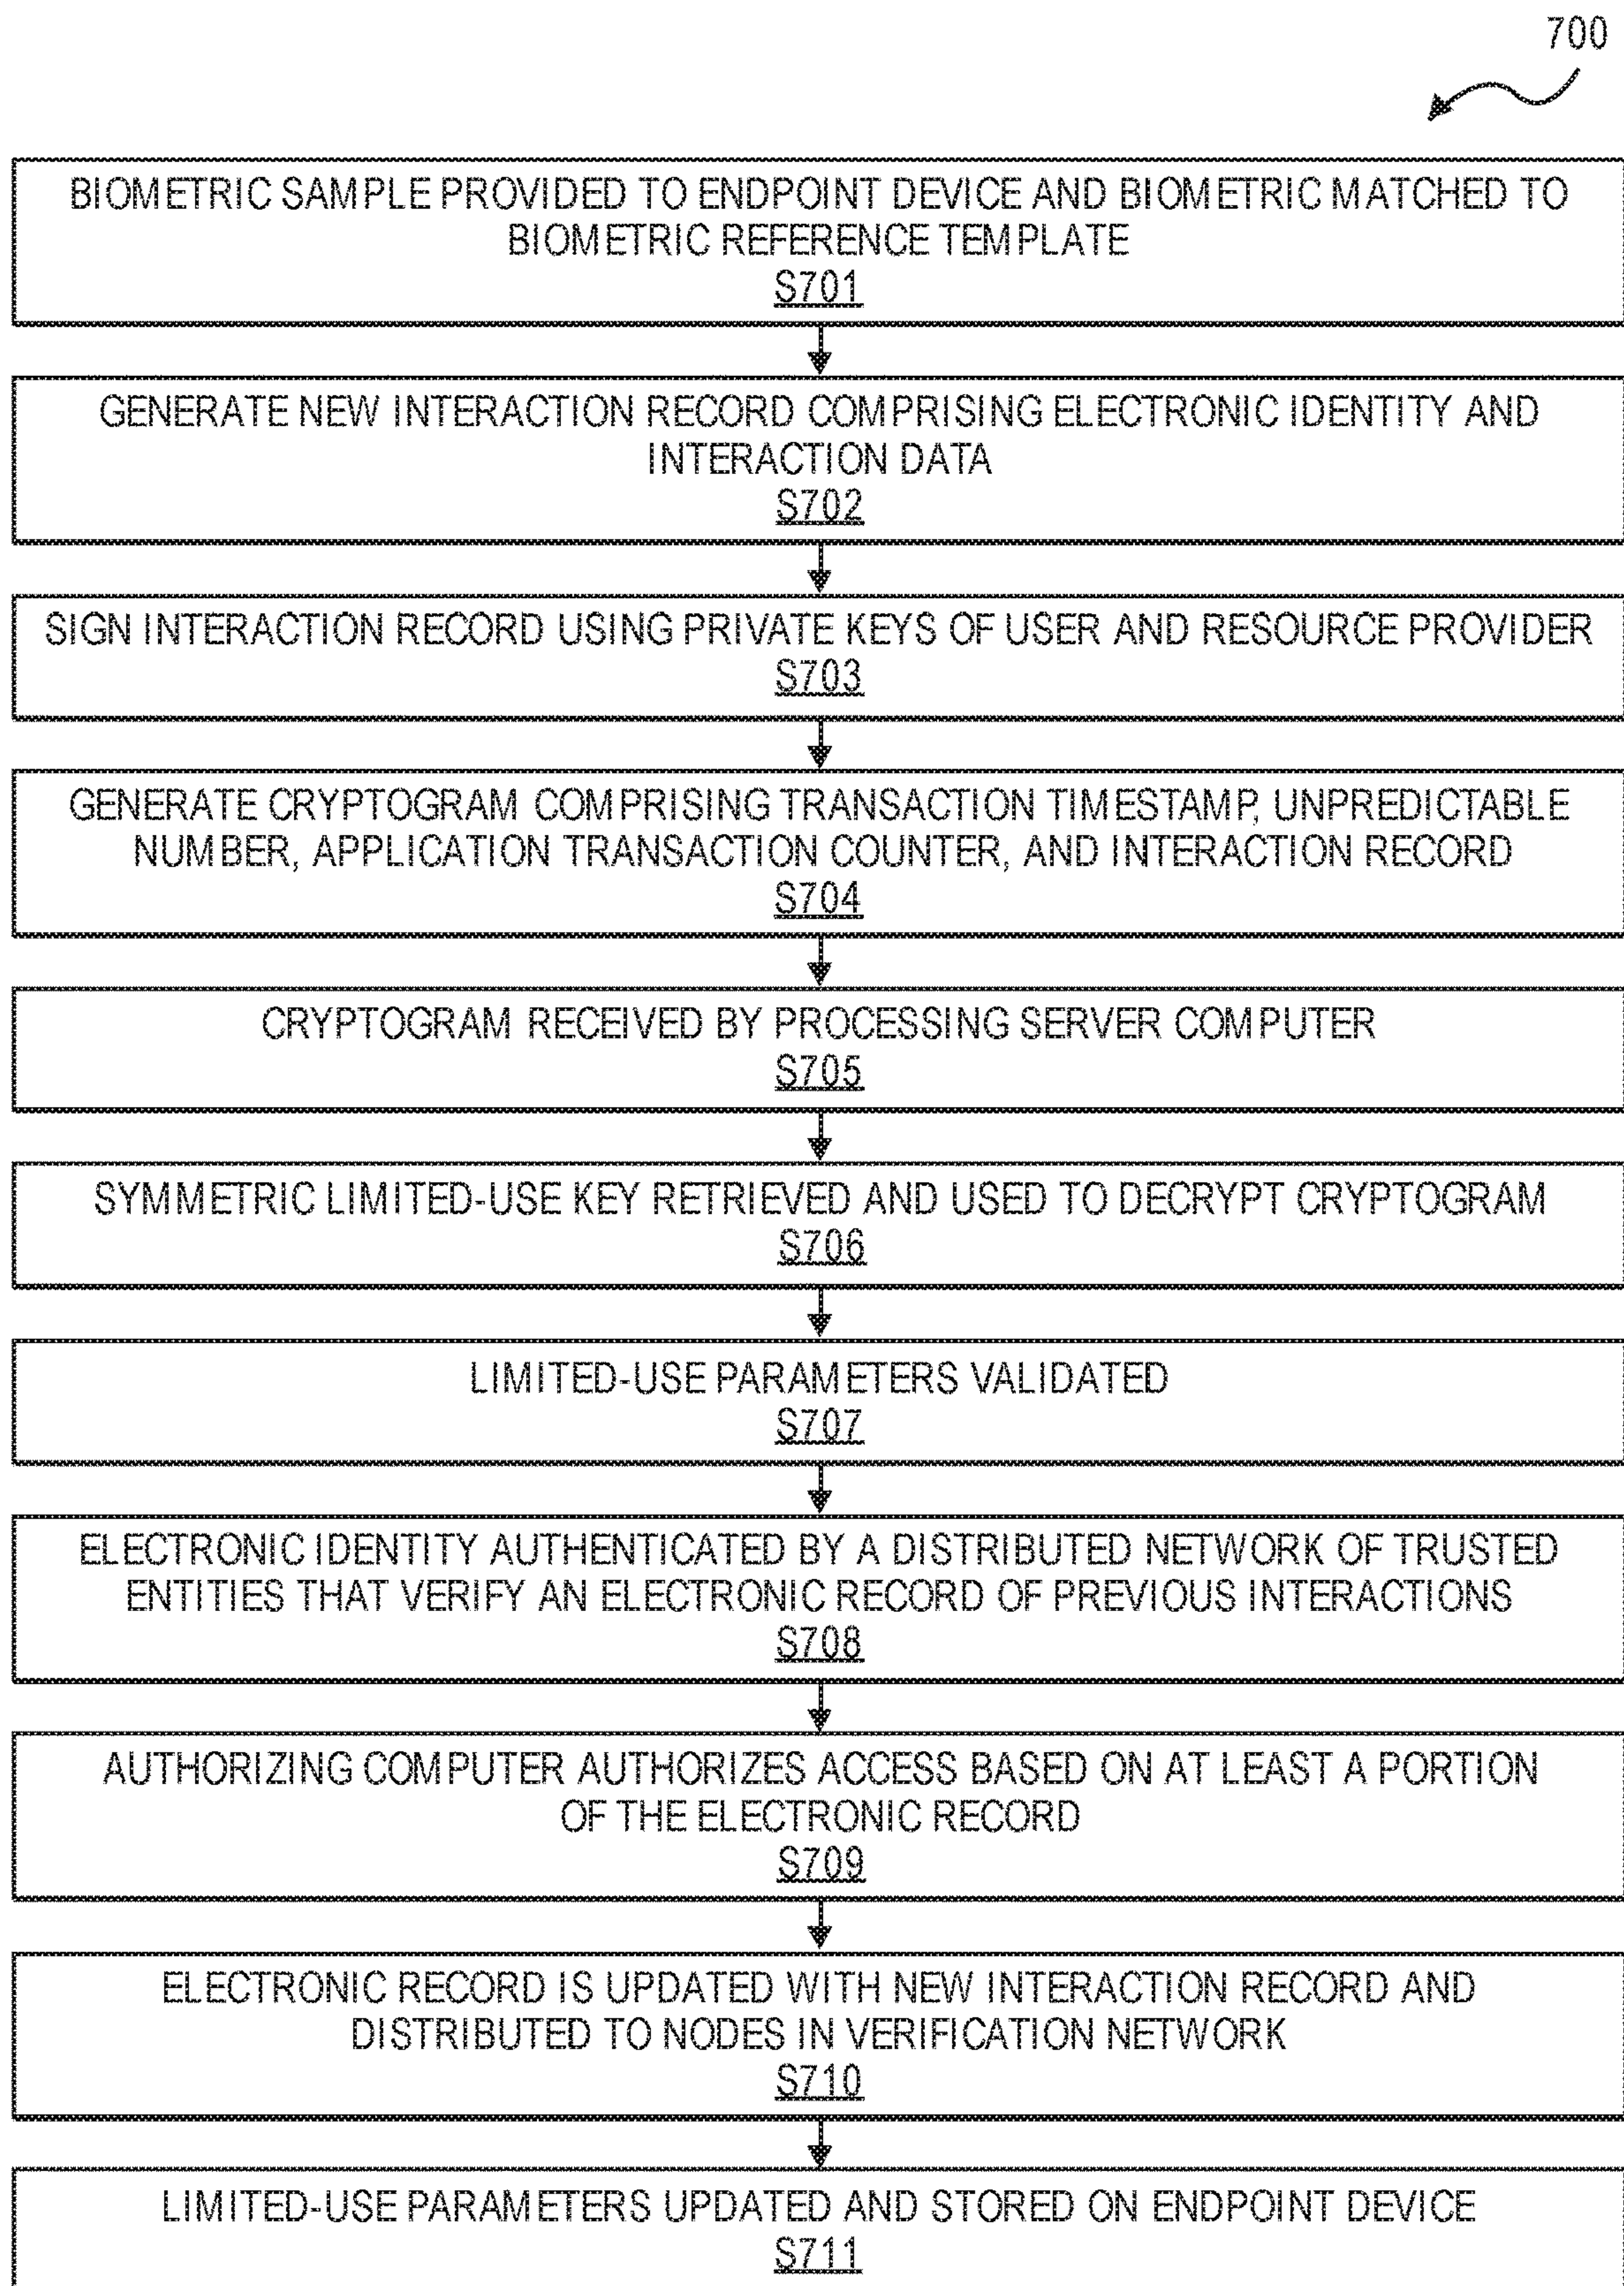 700
BIOMETRIC SAMPLE PROVIDED TO ENDPOINT DEVICE AND BIOMETRIC MATCHED TO
BIOMETRIC REFERENCE TEMPLATE
S701
GENERATE NEW INTERACTION RECORD COMPRISING ELECTRONIC IDENTITY AND
INTERACTION DATA
S702
SIGN INTERACTION RECORD USING PRIVATE KEYS OF USER AND RESOURCE PROVIDER
S703
GENERATE CRYPTOGRAM COMPRISING TRANSACTION TIMESTAMP, UNPREDICTABLE
NUMBER, APPLICATION TRANSACTION COUNTER, AND INTERACTION RECORD
S704
CRYPTOGRAM RECEIVED BY PROCESSING SERVER COMPUTER
S705
SYMMETRIC LIMITED-USE KEY RETRIEVED AND USED TO DECRYPT CRYPTOGRAM
S706
LIMITED-USE PARAMETERS VALIDATED
S707
ELECTRONIC IDENTITY AUTHENTICATED BY A DISTRIBUTED NETWORK OF TRUSTED
ENTITIES THAT VERIFY AN ELECTRONIC RECORD OF PREVIOUS INTERACTIONS
S708
AUTHORIZING COMPUTER AUTHORIZES ACCESS BASED ON AT LEAST A PORTION
OF THE ELECTRONIC RECORD
S709
ELECTRONIC RECORD IS UPDATED WITH NEW INTERACTION RECORD AND
DISTRIBUTED TO NODES IN VERIFICATION NETWORK
S710
LIMITED-USE PARAMETERS UPDATED AND STORED ON ENDPOINT DEVICE
S711